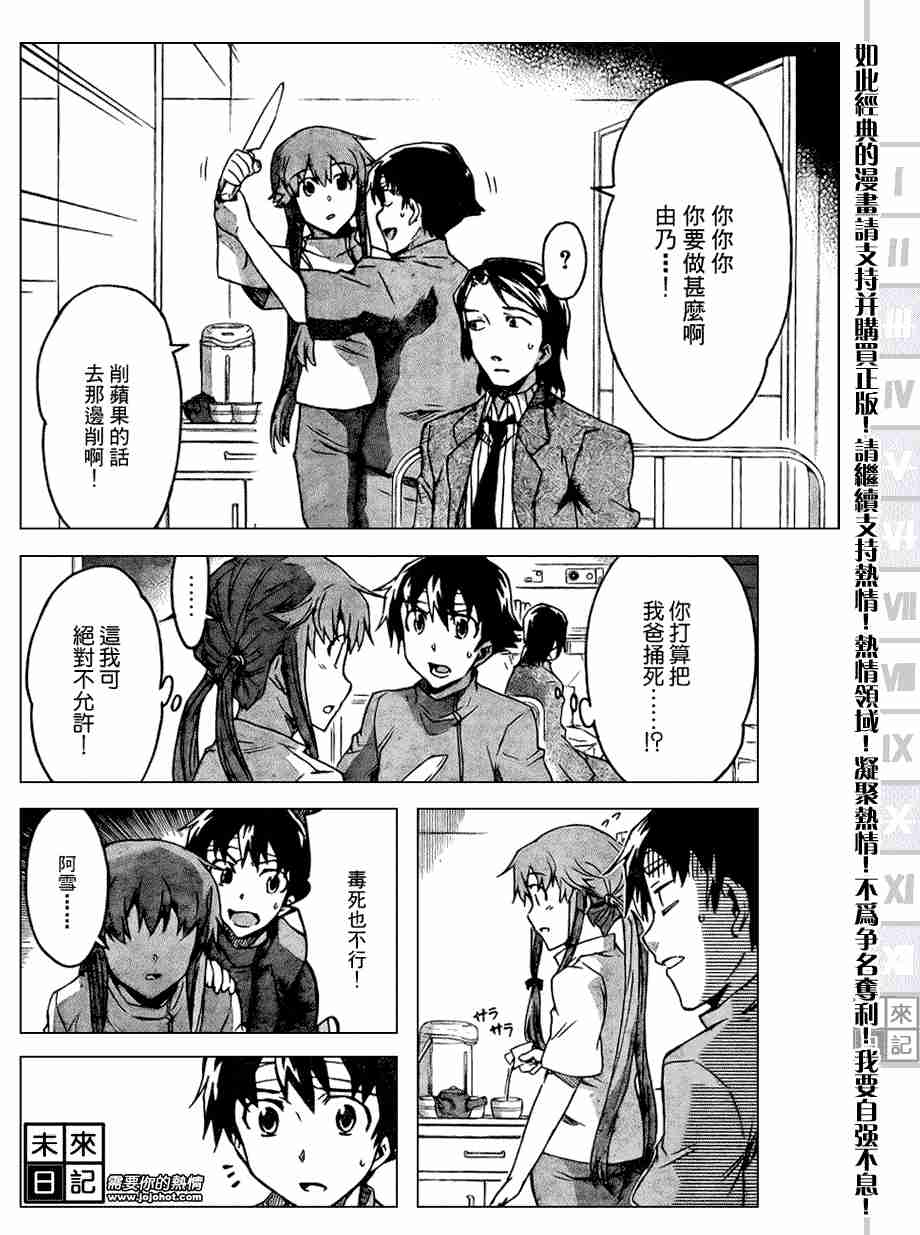 你你你
你要做甚麼啊
由乃……！
？
削蘋果的話
去那邊削啊！
你打算把
我爸捅死……!?
……
這我可
絕對不允許！
サラ
サラ
毒死也不行！
阿雪……
未來
日記
需要你的熱情
www.jojohot.com
如此經典的漫畫請支持并購買正版！請繼續支持熱情！熱情領域！凝聚熱情！不爲争名奪利！我要自强不息！
I
II
III
IV
V
VI
VII
VIII
IX
X
XI
XII
來
記